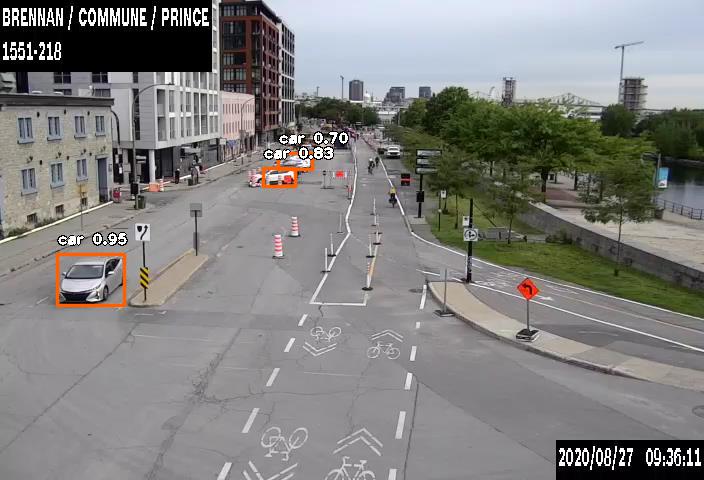 BRENNAN / COMMUNE / PRINCE
1551-218
car 0.70
car 0.83
car 0.95
2020/08/27 09:36:11